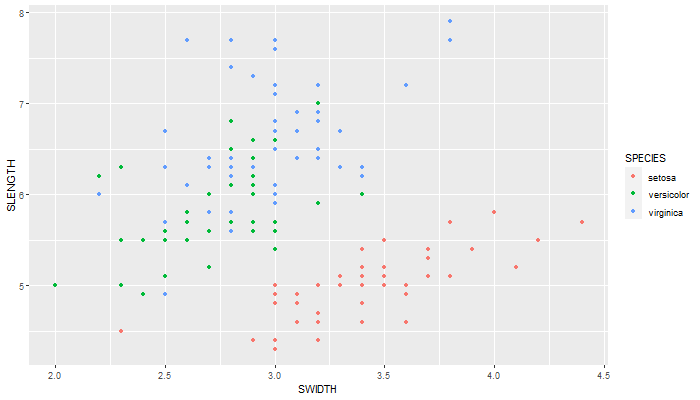 8
7
6
5
SLENGTH
2.0 2.5 3.0 3.5 4.0 4.5
SWIDTH
SPECIES
setosa
versicolor
virginica